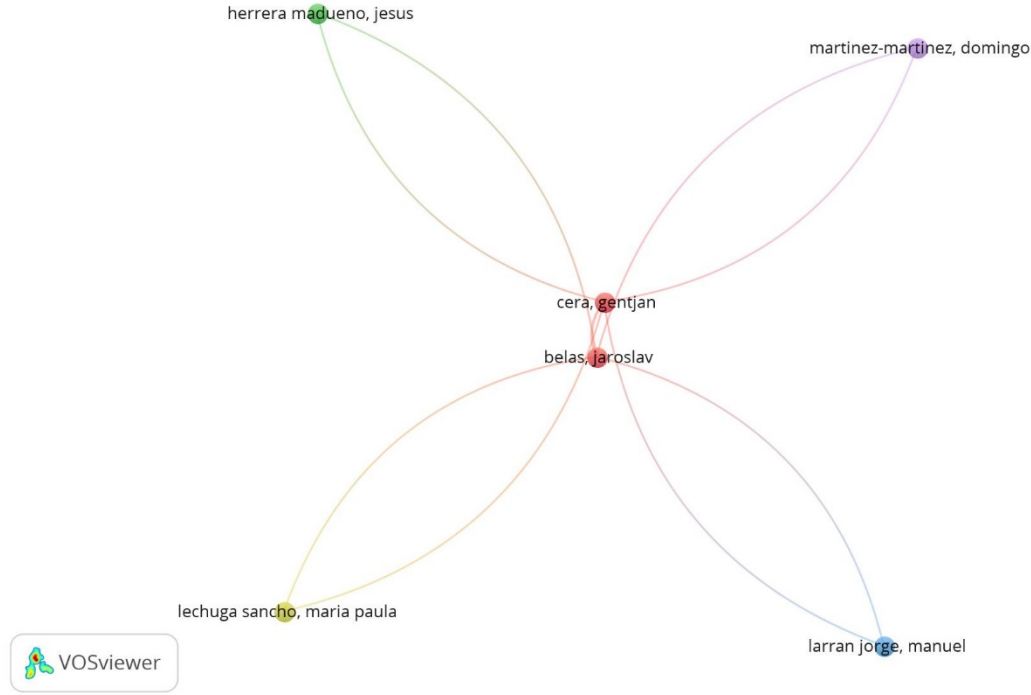 herrera madueno, jesus
martinez-martinez, domingo
cera, gentjan
belas, jaroslav
lechuga sancho, maria paula
larran jorge, manuel
VOSviewer